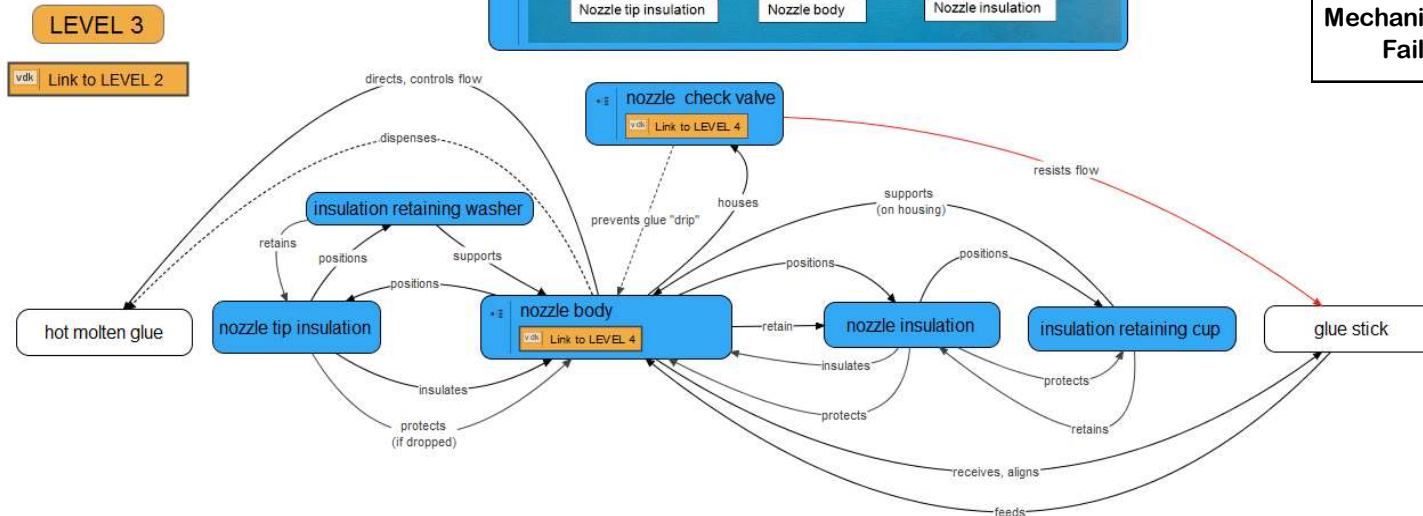 Nozzle tip insulation
Nozzle body
Nozzle insulation
LEVEL 3
vdk Link to LEVEL 2
directs, controls flow
dispenses
nozzle check valve
vdk Link to LEVEL 4
resists flow
insulation retaining washer
retains
positions
supports
prevents glue "drip"
houses
supports
(on housing)
positions
positions
positions
hot molten glue
nozzle tip insulation
nozzle body
vdk Link to LEVEL 4
retain
nozzle insulation
insulation retaining cup
glue stick
insulates
insulates
protects
protects
(if dropped)
protects
retains
receives, aligns
feeds